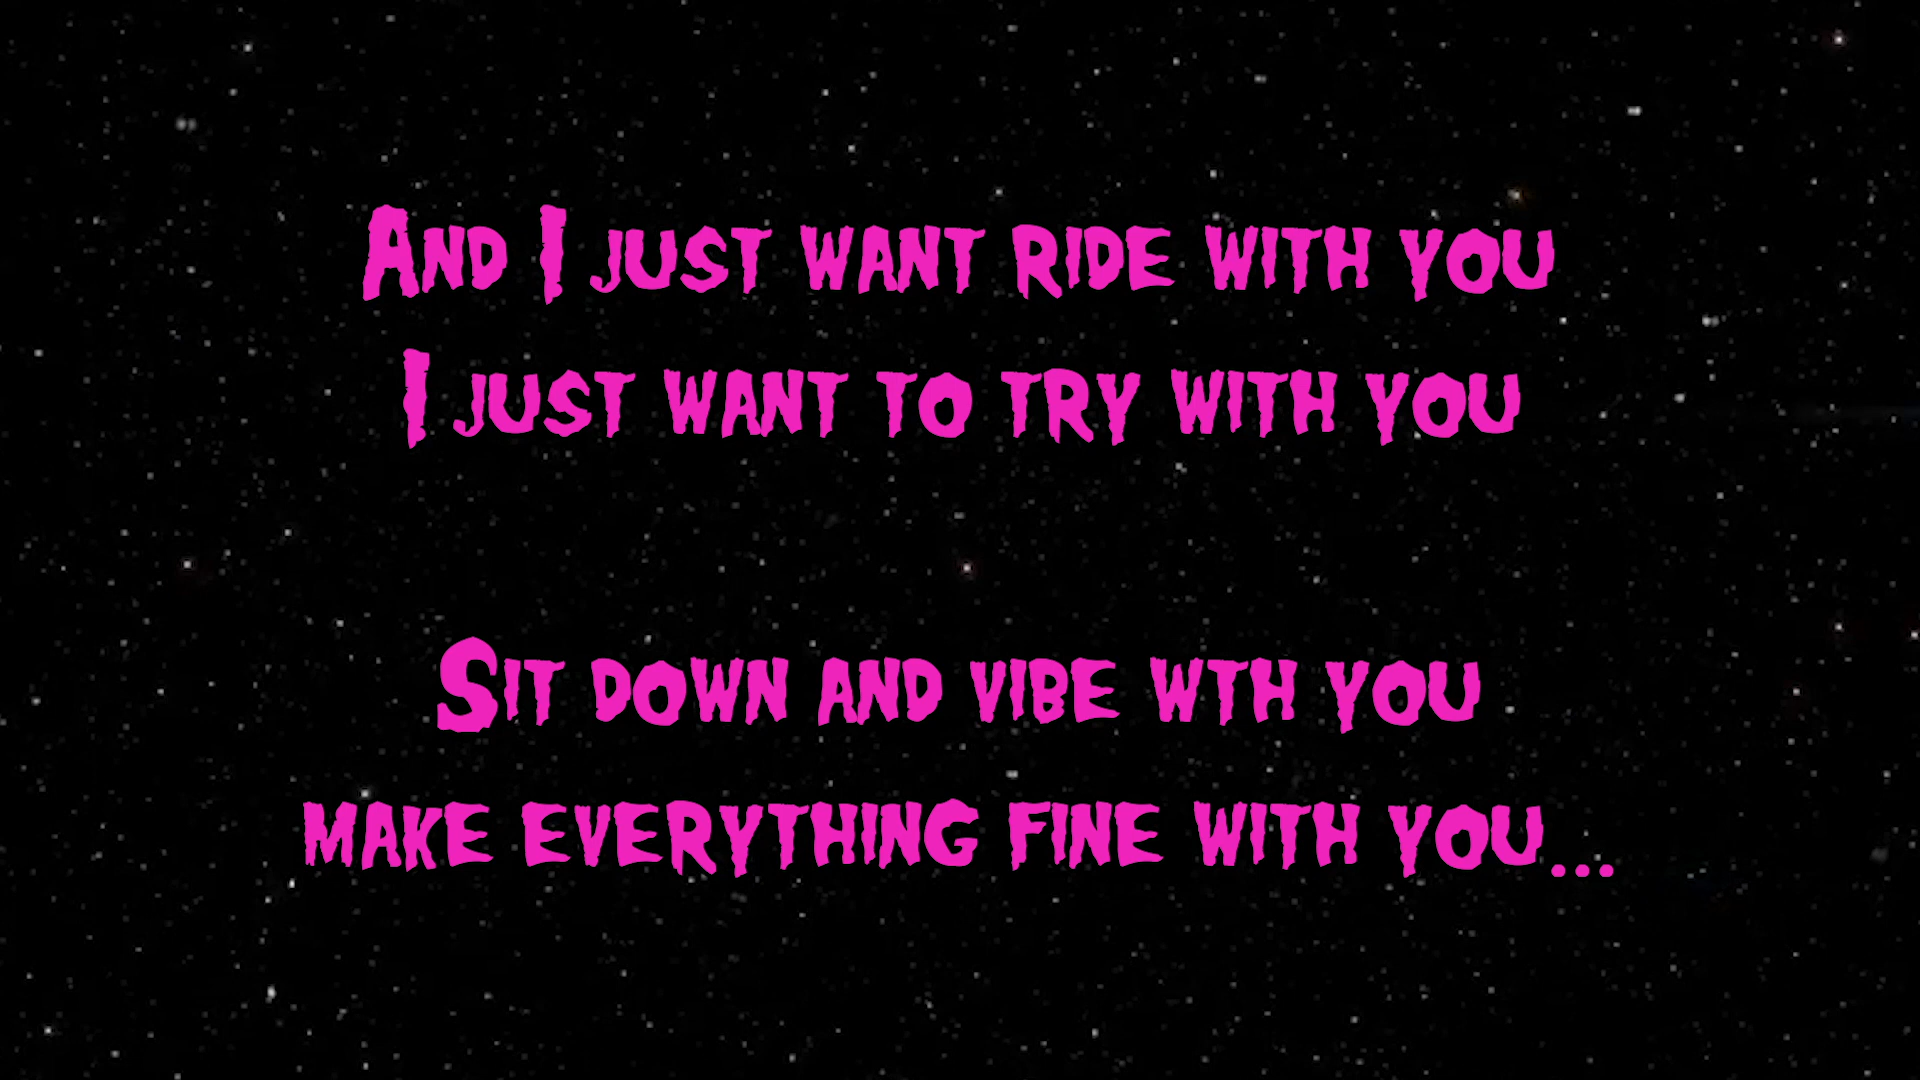 And I just want ride with you
I just want to try with you
Sit down and vibe wth you
make everything fine with you...